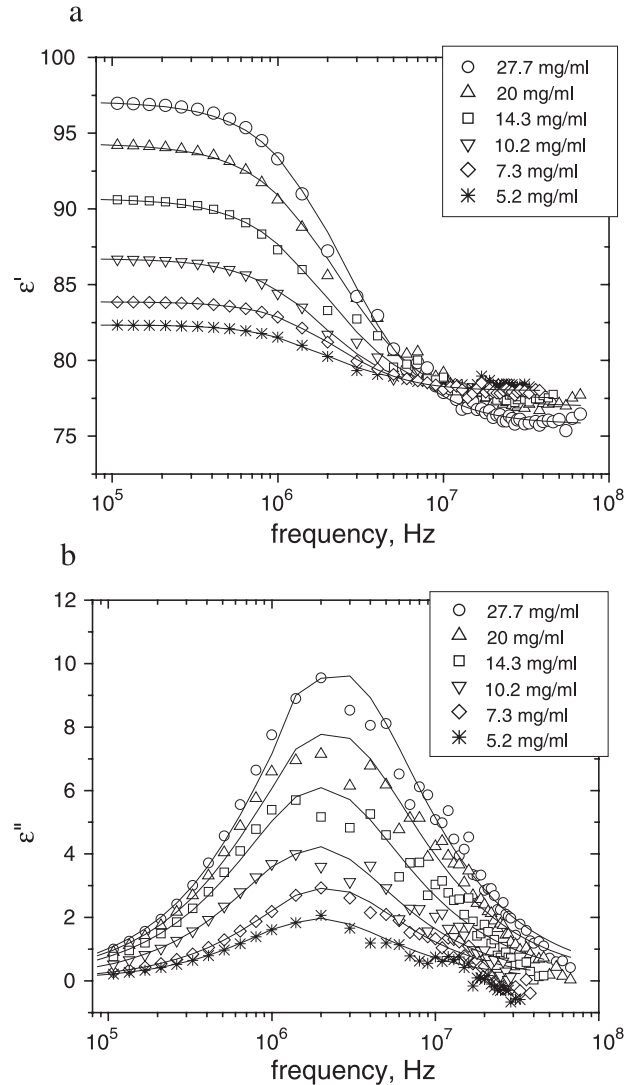 a
100
95
90
85
80
75
ε'
10⁵
10⁶
10⁷
10⁸
frequency, Hz
27.7 mg/ml
20 mg/ml
14.3 mg/ml
10.2 mg/ml
7.3 mg/ml
5.2 mg/ml
b
12
10
8
6
4
2
0
ε"
10⁵
10⁶
10⁷
10⁸
frequency, Hz
27.7 mg/ml
20 mg/ml
14.3 mg/ml
10.2 mg/ml
7.3 mg/ml
5.2 mg/ml